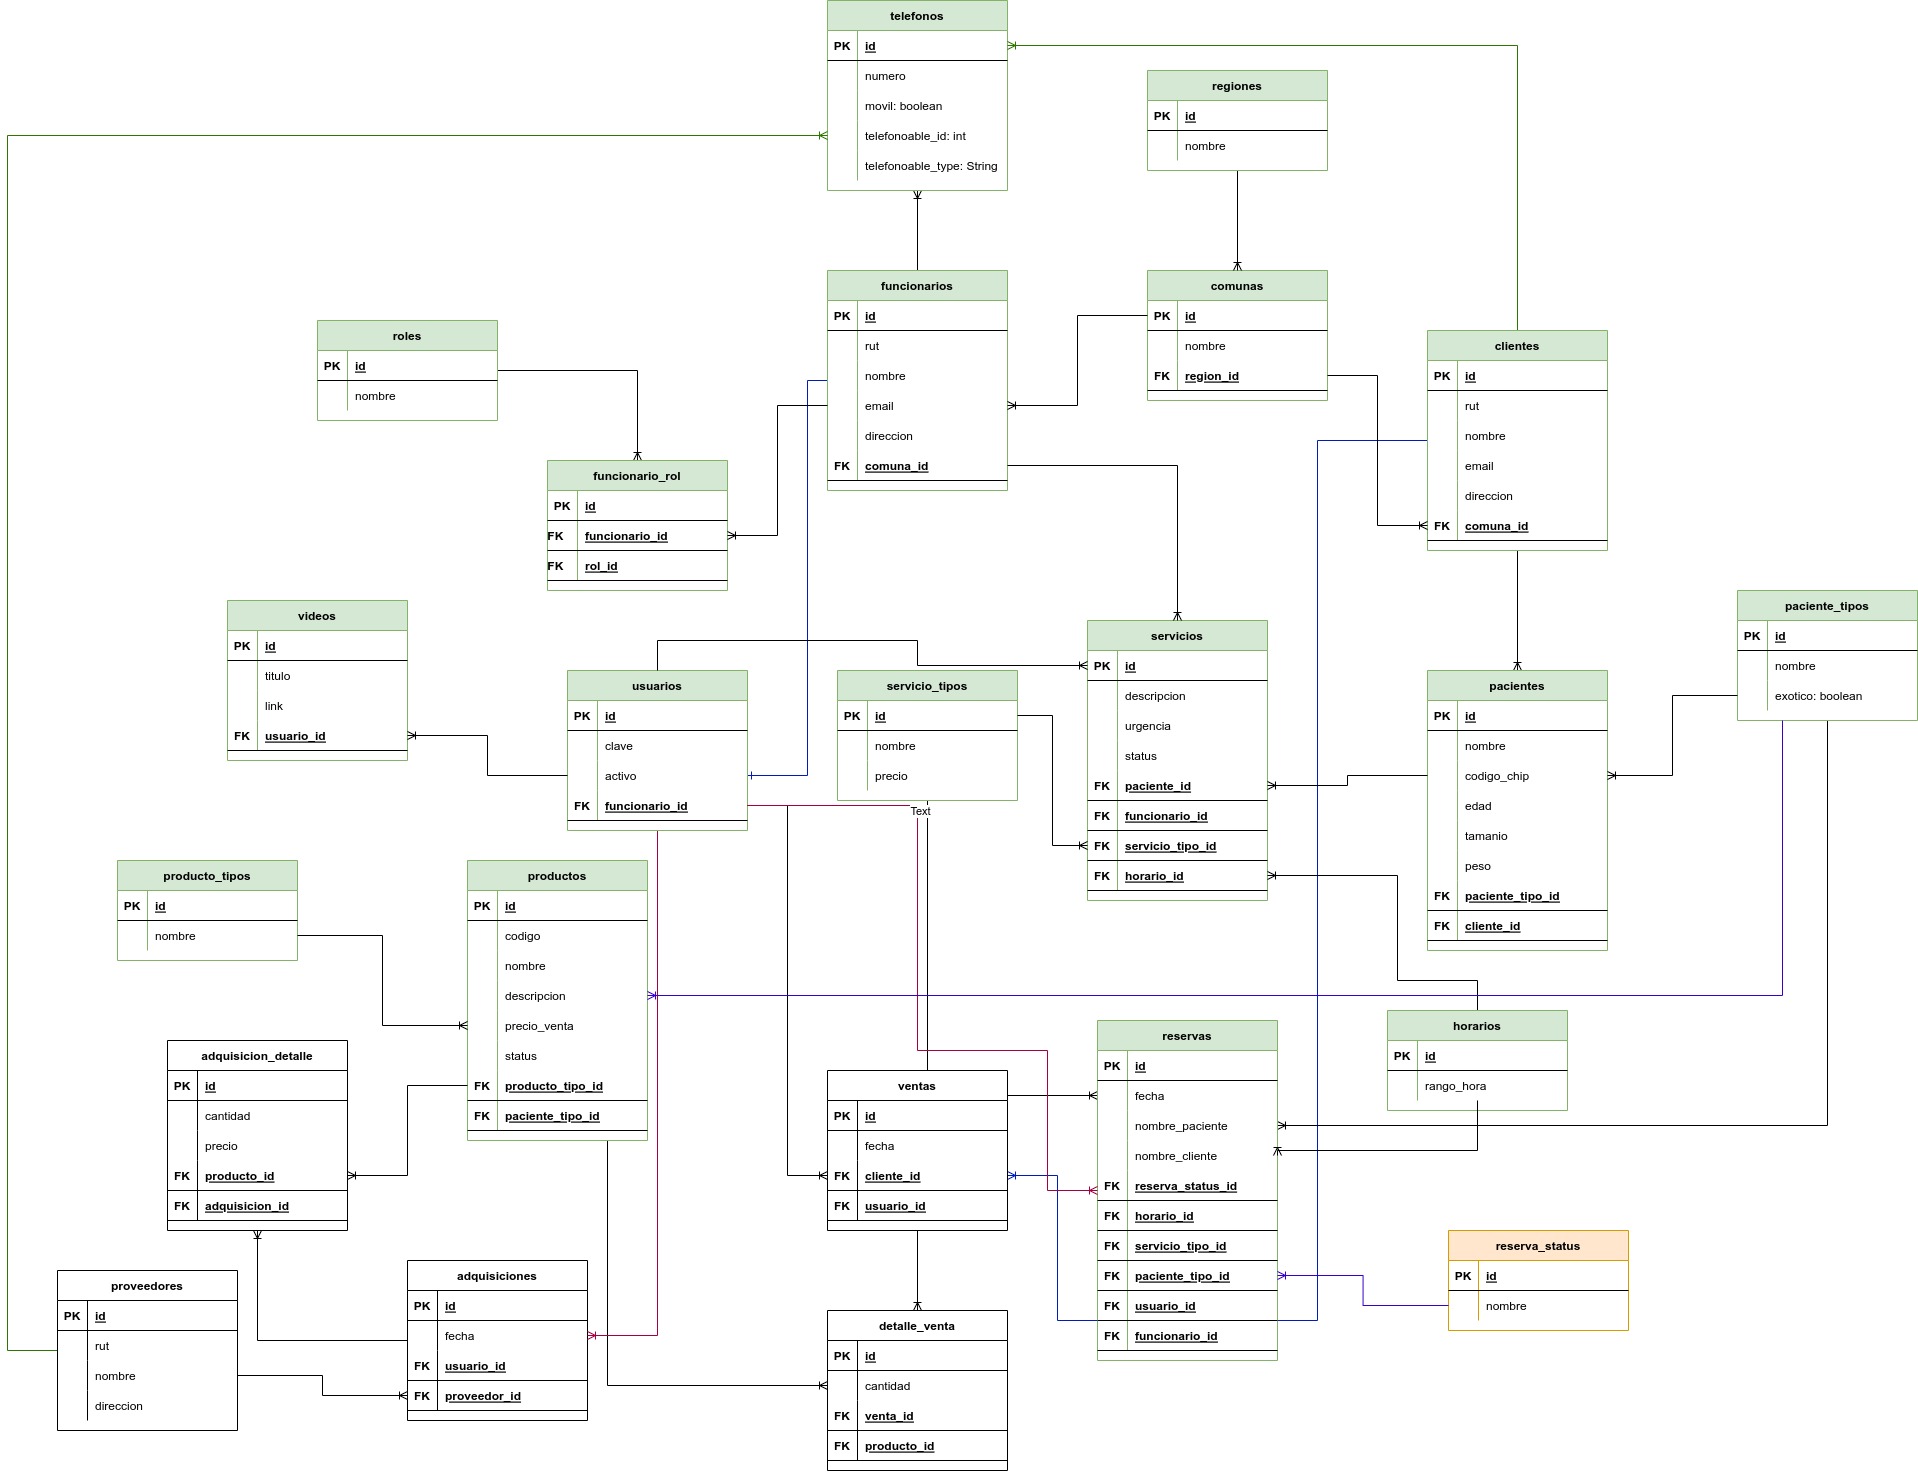 telefonos
PK id
numero
movil: boolean
telefonoable_id: int
telefonoable_type: String
regiones
PK id
nombre
funcionarios
PK id
rut
nombre
email
direccion
FK comuna_id
comunas
PK id
nombre
FK region_id
roles
PK id
nombre
clientes
PK id
rut
nombre
email
direccion
FK comuna_id
funcionario_rol
PK id
FK funcionario_id
FK rol_id
videos
PK id
titulo
link
FK usuario_id
usuarios
PK id
clave
activo
FK funcionario_id
servicio_tipos
PK id
nombre
precio
Text
servicios
PK id
descripcion
urgencia
status
FK paciente_id
FK funcionario_id
FK servicio_tipo_id
FK horario_id
pacientes
PK id
nombre
codigo_chip
edad
tamanio
peso
FK paciente_tipo_id
FK cliente_id
paciente_tipos
PK id
nombre
exotico: boolean
producto_tipos
PK id
nombre
productos
PK id
codigo
nombre
descripcion
precio_venta
status
FK producto_tipo_id
FK paciente_tipo_id
adquisicion_detalle
PK id
cantidad
precio
FK producto_id
FK adquisicion_id
ventas
PK id
fecha
FK cliente_id
FK usuario_id
reservas
PK id
fecha
nombre_paciente
nombre_cliente
FK reserva_status_id
FK horario_id
FK servicio_tipo_id
FK paciente_tipo_id
FK usuario_id
FK funcionario_id
horarios
PK id
rango_hora
reserva_status
PK id
nombre
proveedores
PK id
rut
nombre
direccion
adquisiciones
PK id
fecha
FK usuario_id
FK proveedor_id
detalle_venta
PK id
cantidad
FK venta_id
FK producto_id